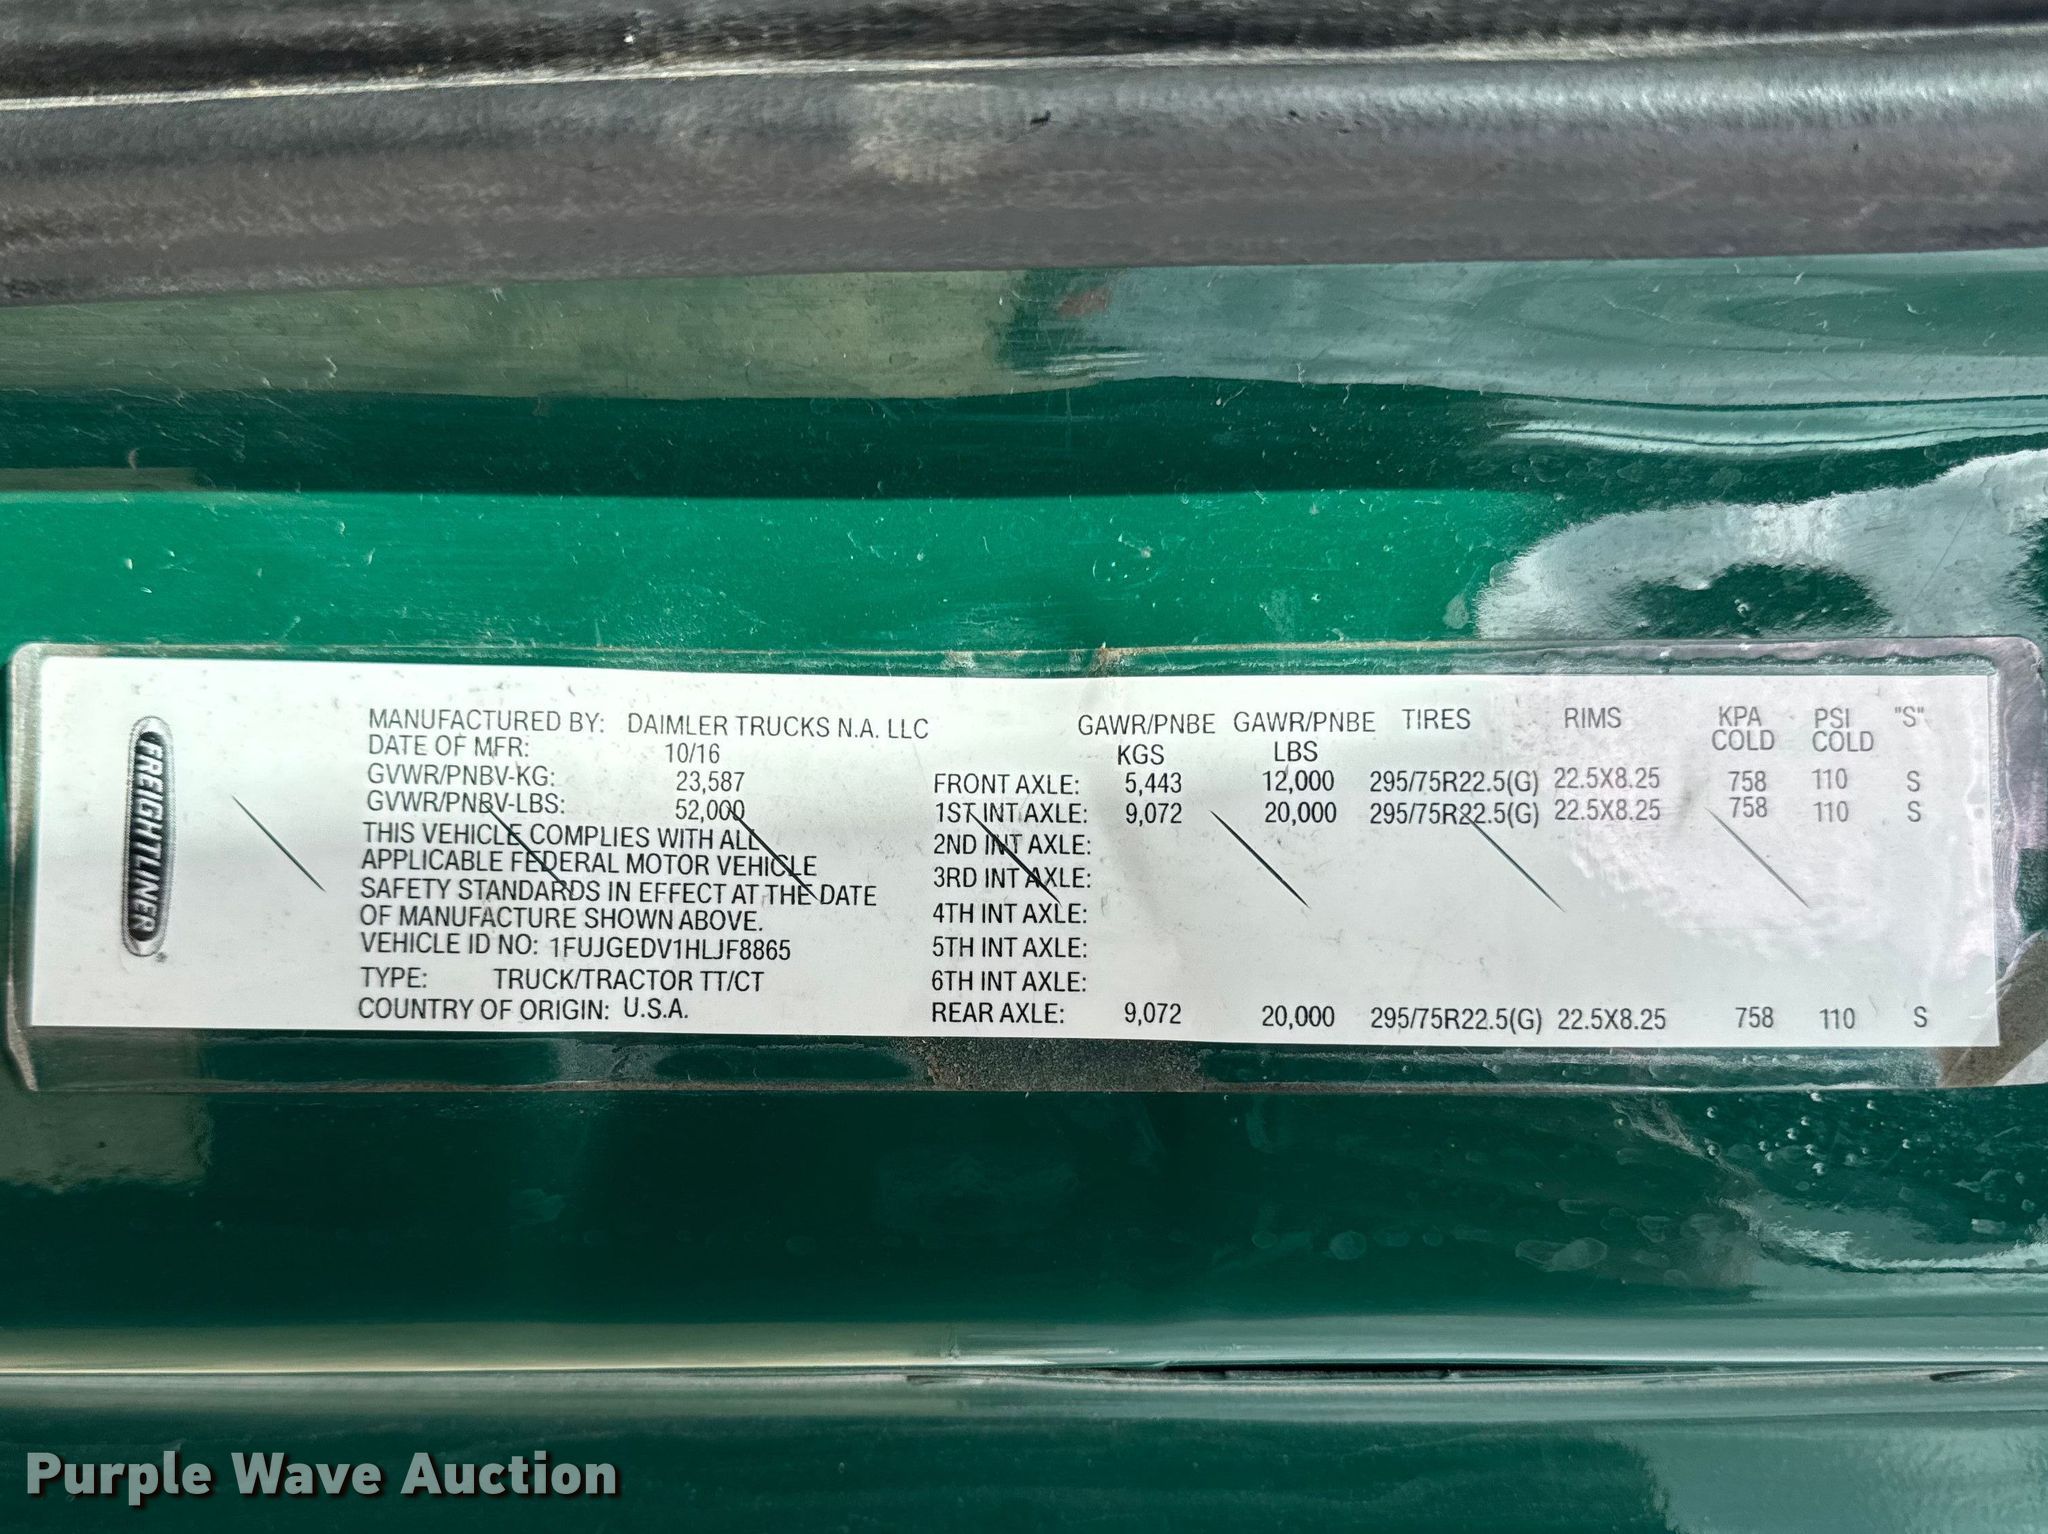 FREIGHTLINER®
MANUFACTURED BY: DAIMLER TRUCKS N.A. LLC
DATE OF MFR: 10/16
GVWR/PNBV-KG: 23,587
GVWR/PNBV-LBS: 52,000
THIS VEHICLE COMPLIES WITH ALL
APPLICABLE FEDERAL MOTOR VEHICLE
SAFETY STANDARDS IN EFFECT AT THE DATE
OF MANUFACTURE SHOWN ABOVE.
VEHICLE ID NO: 1FUJGEDV1HLJF8865
TYPE: TRUCK/TRACTOR TT/CT
COUNTRY OF ORIGIN: U.S.A.
GAWR/PNBE GAWR/PNBE TIRES RIMS KPA PSI "S"
KGS LBS COLD COLD
FRONT AXLE: 5,443 12,000 295/75R22.5(G) 22.5X8.25 758 110 S
1ST INT AXLE: 9,072 20,000 295/75R22.5(G) 22.5X8.25 758 110 S
2ND INT AXLE:
3RD INT AXLE:
4TH INT AXLE:
5TH INT AXLE:
6TH INT AXLE:
REAR AXLE: 9,072 20,000 295/75R22.5(G) 22.5X8.25 758 110 S
Purple Wave Auction